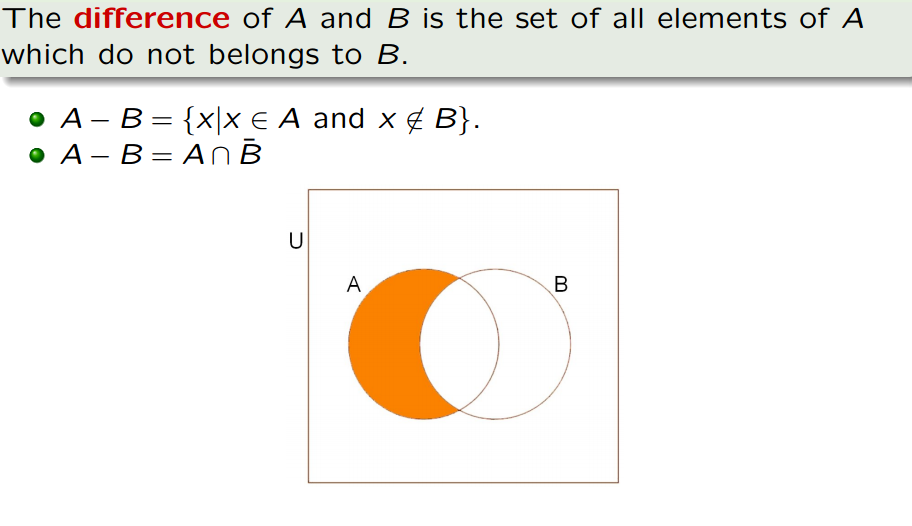 The difference of A and B is the set of all elements of A
which do not belongs to B.
A − B = {x|x ∈ A and x ∉ B}.
A − B = A ∩ B̄
U
A B